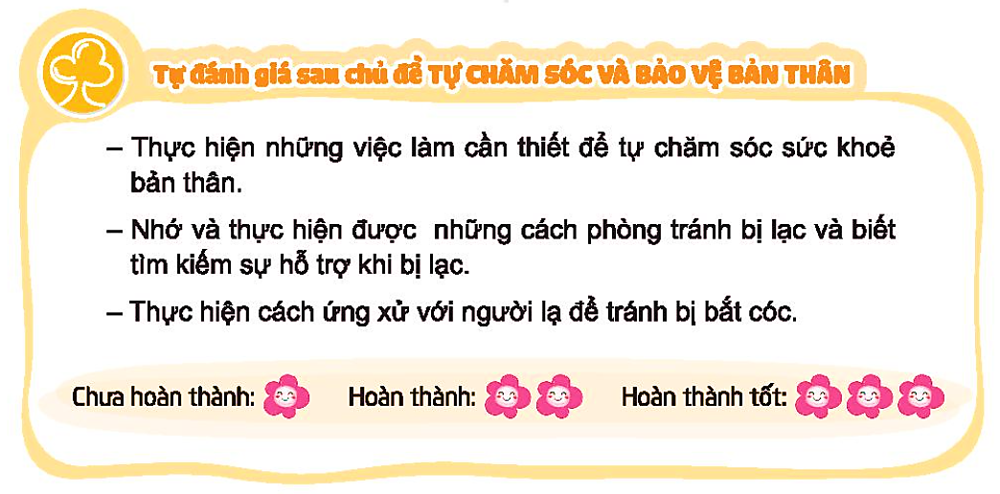 Tự đánh giá sau chủ đề TỰ CHĂM SÓC VÀ BẢO VỆ BẢN THÂN
– Thực hiện những việc làm cần thiết để tự chăm sóc sức khoẻ
bản thân.
– Nhớ và thực hiện được những cách phòng tránh bị lạc và biết
tìm kiếm sự hỗ trợ khi bị lạc.
– Thực hiện cách ứng xử với người lạ để tránh bị bắt cóc.
Chưa hoàn thành: Hoàn thành: Hoàn thành tốt: